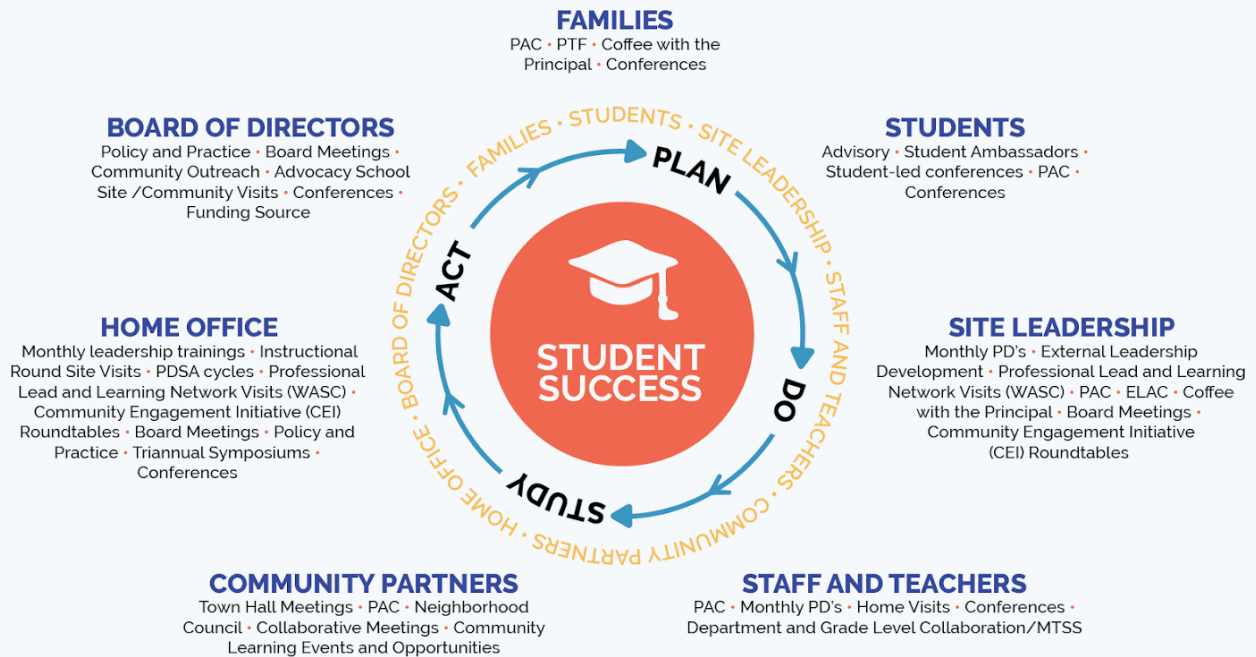 FAMILIES
PAC • PTF • Coffee with the
Principal • Conferences
BOARD OF DIRECTORS
Policy and Practice • Board Meetings •
Community Outreach • Advocacy School
Site /Community Visits • Conferences •
Funding Source
STUDENTS
Advisory • Student Ambassadors •
Student-led conferences • PAC •
Conferences
FAMILIES • STUDENTS • SITE LEADERSHIP • STAFF AND TEACHERS • COMMUNITY PARTNERS • HOME OFFICE • BOARD OF DIRECTORS •
PLAN
DO
STUDY
ACT
STUDENT
SUCCESS
HOME OFFICE
Monthly leadership trainings • Instructional
Round Site Visits • PDSA cycles • Professional
Lead and Learning Network Visits (WASC) •
Community Engagement Initiative (CEI)
Roundtables • Board Meetings • Policy and
Practice • Triannual Symposiums •
Conferences
SITE LEADERSHIP
Monthly PD's • External Leadership
Development • Professional Lead and Learning
Network Visits (WASC) • PAC • ELAC • Coffee
with the Principal • Board Meetings •
Community Engagement Initiative
(CEI) Roundtables
COMMUNITY PARTNERS
Town Hall Meetings • PAC • Neighborhood
Council • Collaborative Meetings • Community
Learning Events and Opportunities
STAFF AND TEACHERS
PAC • Monthly PD's • Home Visits • Conferences •
Department and Grade Level Collaboration/MTSS